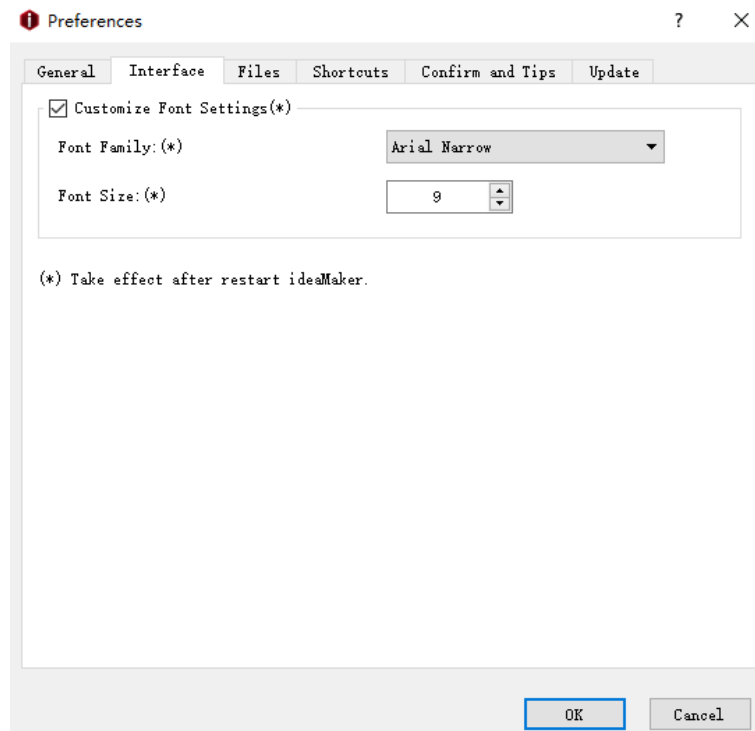 Preferences
General Interface Files Shortcuts Confirm and Tips Update
Customize Font Settings(*)
Font Family:(*) Arial Narrow
Font Size:(*) 9
(*) Take effect after restart ideaMaker.
OK Cancel